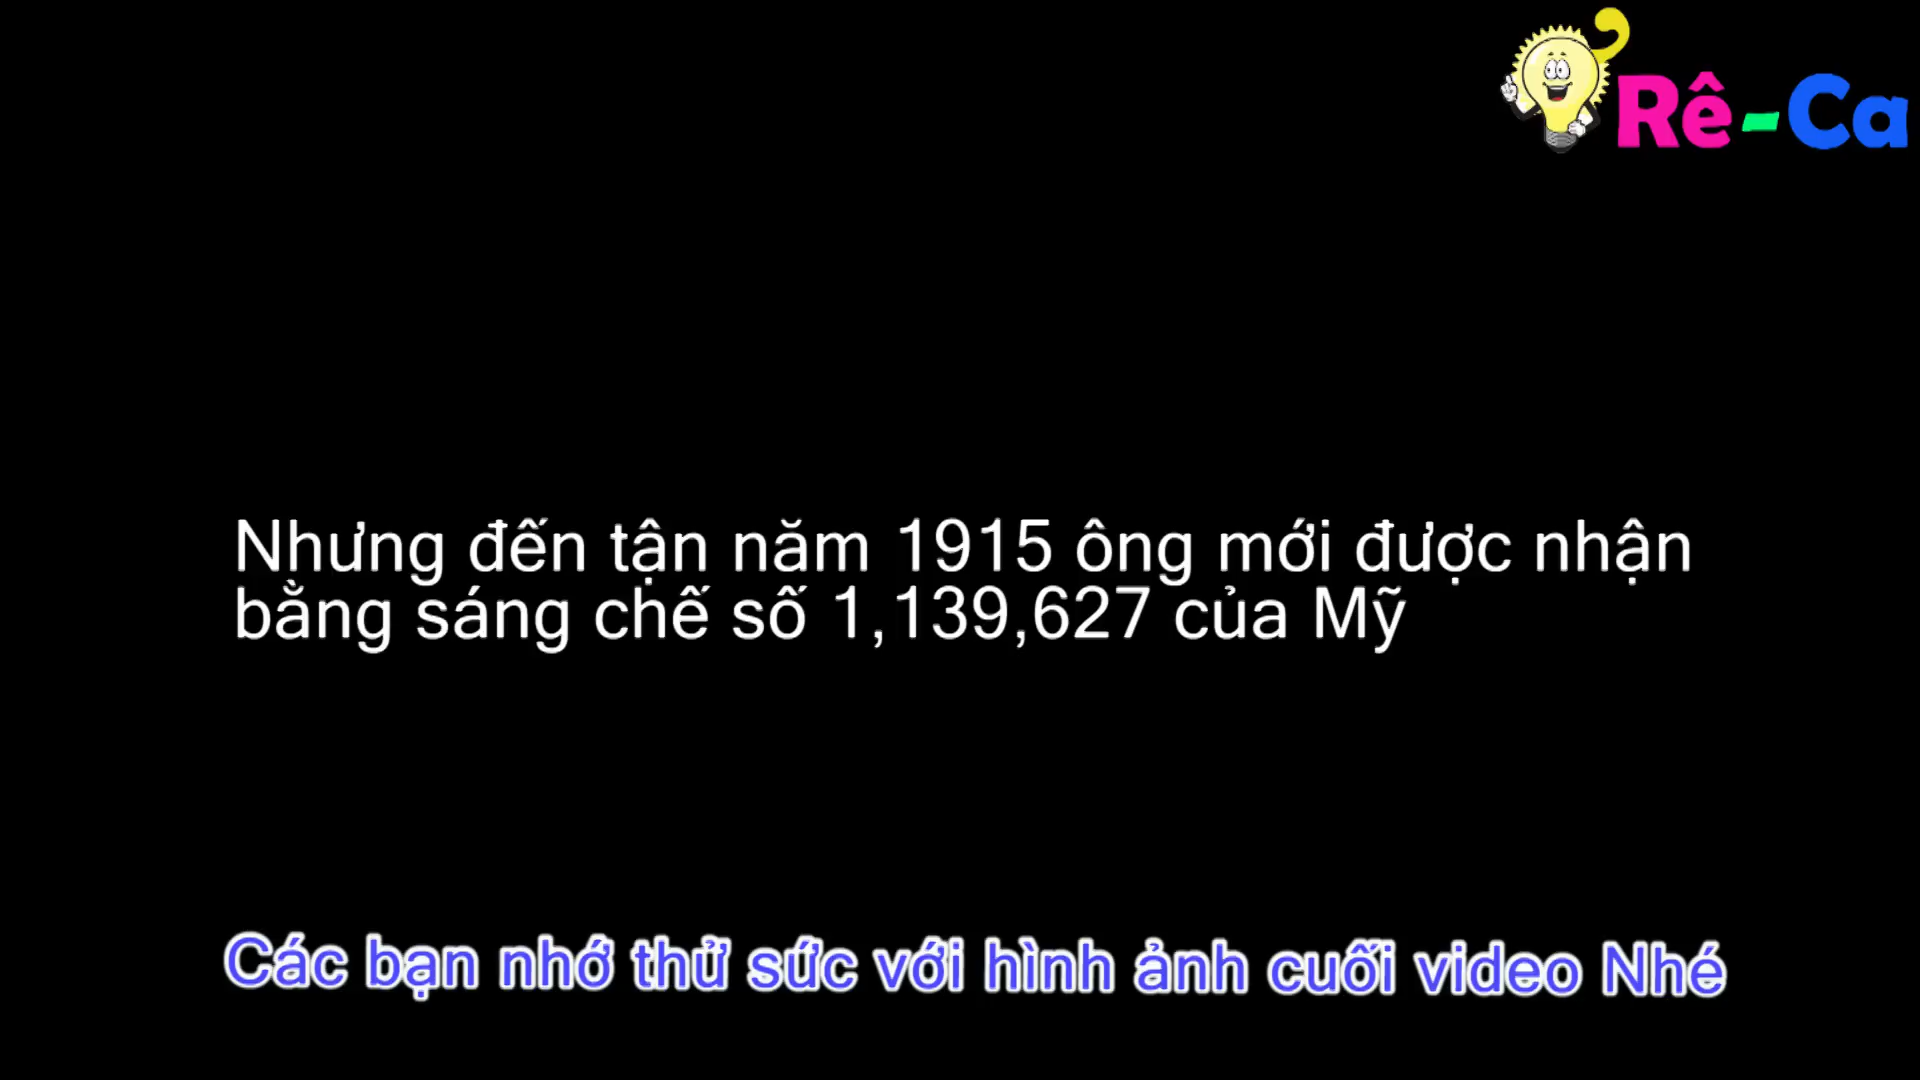 Rê-Ca
Nhưng đến tận năm 1915 ông mới được nhận
bằng sáng chế số 1,139,627 của Mỹ
Các bạn nhớ thử sức với hình ảnh cuối video Nhé